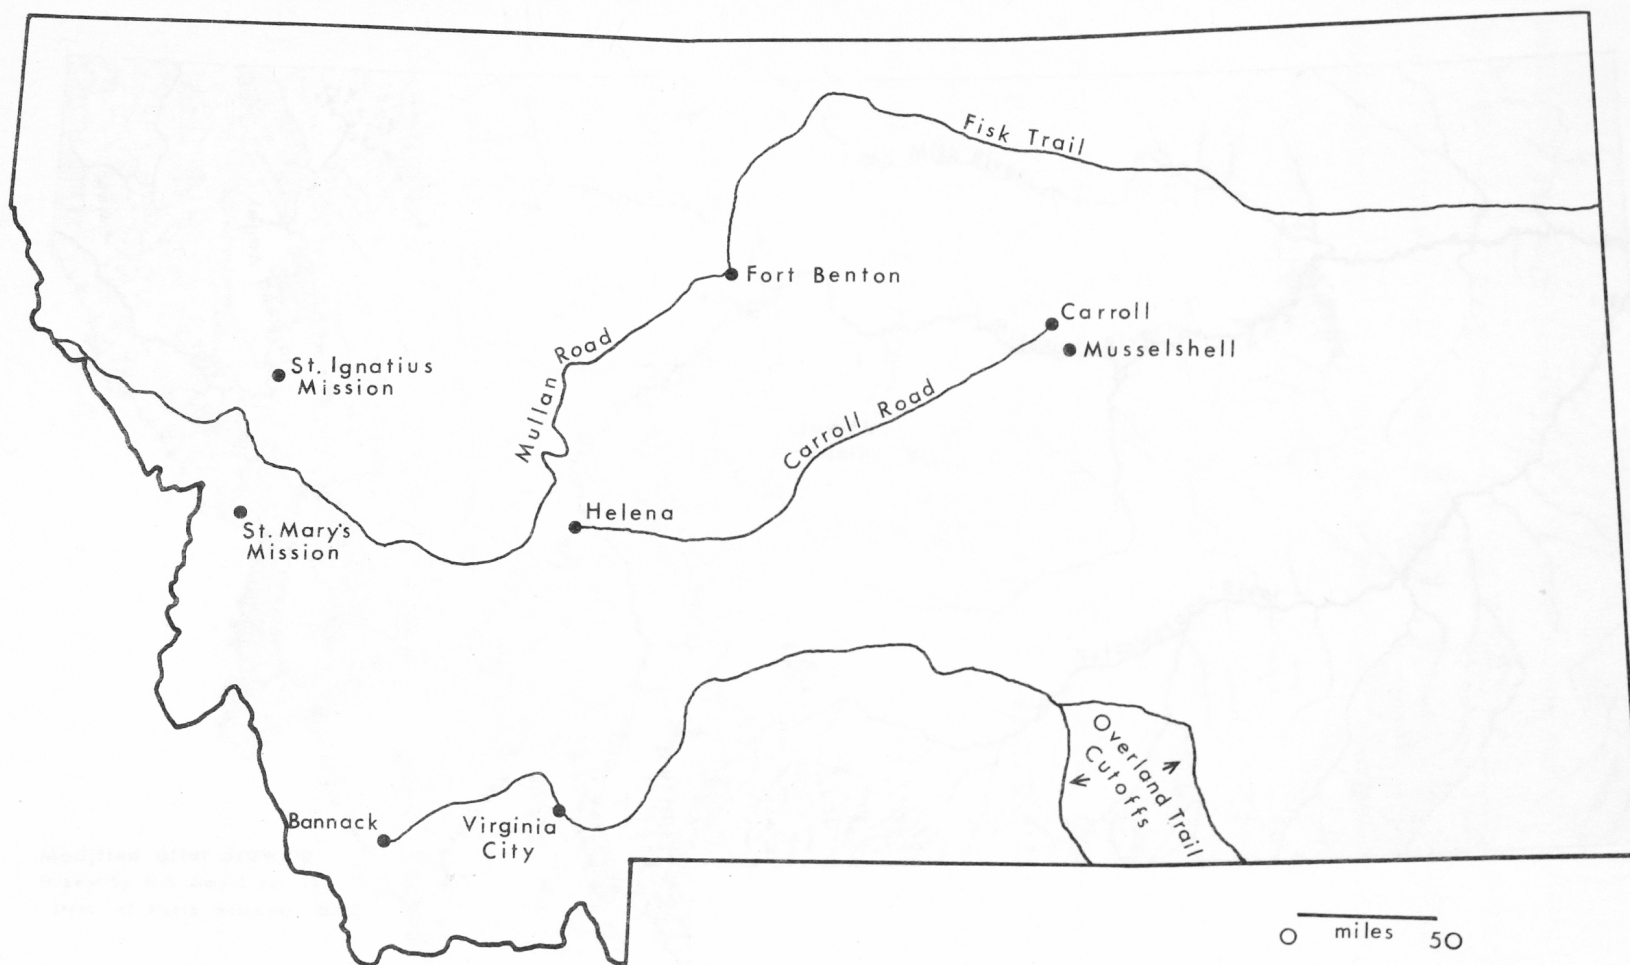 Fisk Trail
Fort Benton
Carroll
Musselshell
Mullan Road
St. Ignatius
Mission
Carroll Road
Helena
St. Mary's
Mission
Overland Trail
Cutoffs
Bannack
Virginia
City
0 miles 50